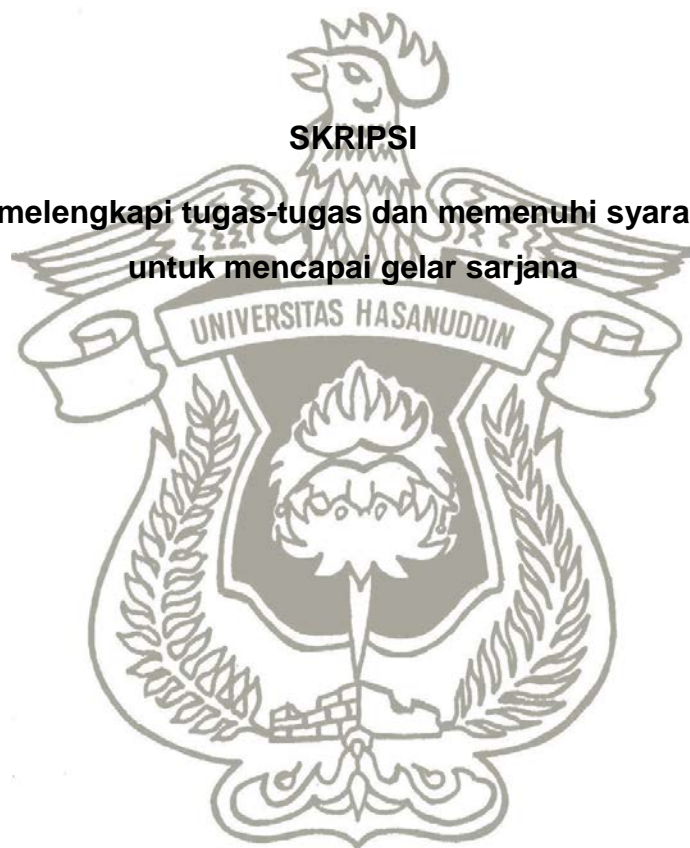 SKRIPSI
melengkapi tugas-tugas dan memenuhi syara
untuk mencapai gelar sarjana
UNIVERSITAS HASANUDDIN